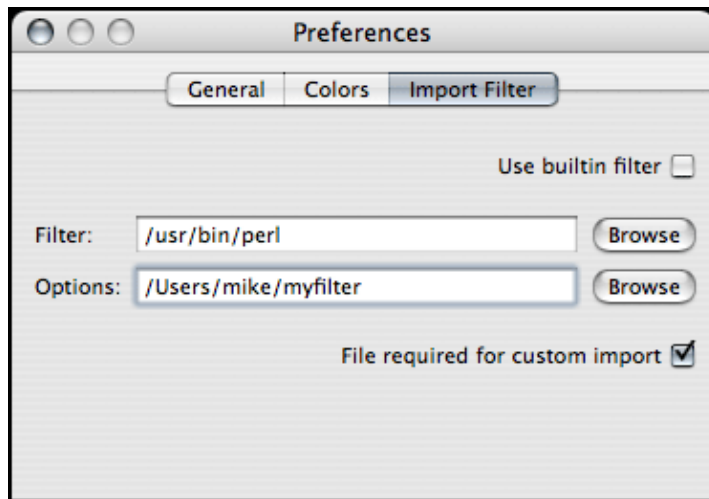 Preferences
General Colors Import Filter
Use builtin filter
Filter: /usr/bin/perl Browse
Options: /Users/mike/myfilter Browse
File required for custom import